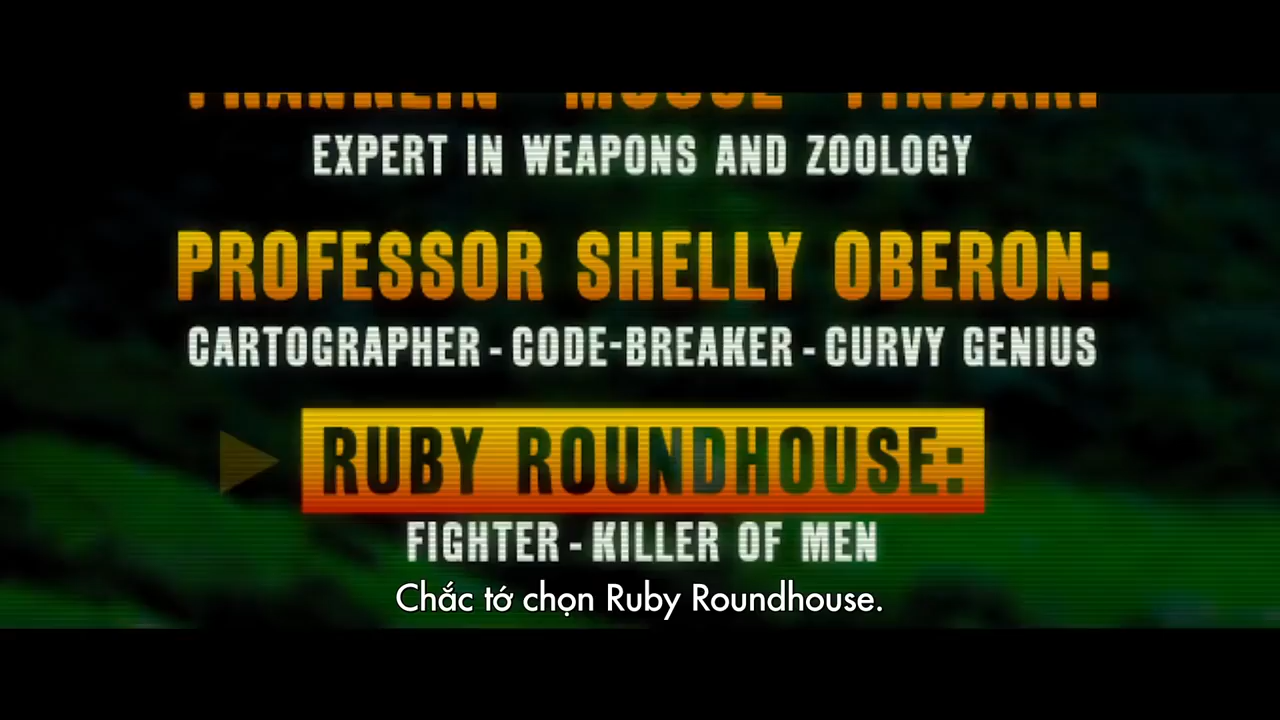 EXPERT IN WEAPONS AND ZOOLOGY
PROFESSOR SHELLY OBERON:
CARTOGRAPHER - CODE-BREAKER - CURVY GENIUS
RUBY ROUNDHOUSE:
FIGHTER - KILLER OF MEN
Chắc tớ chọn Ruby Roundhouse.